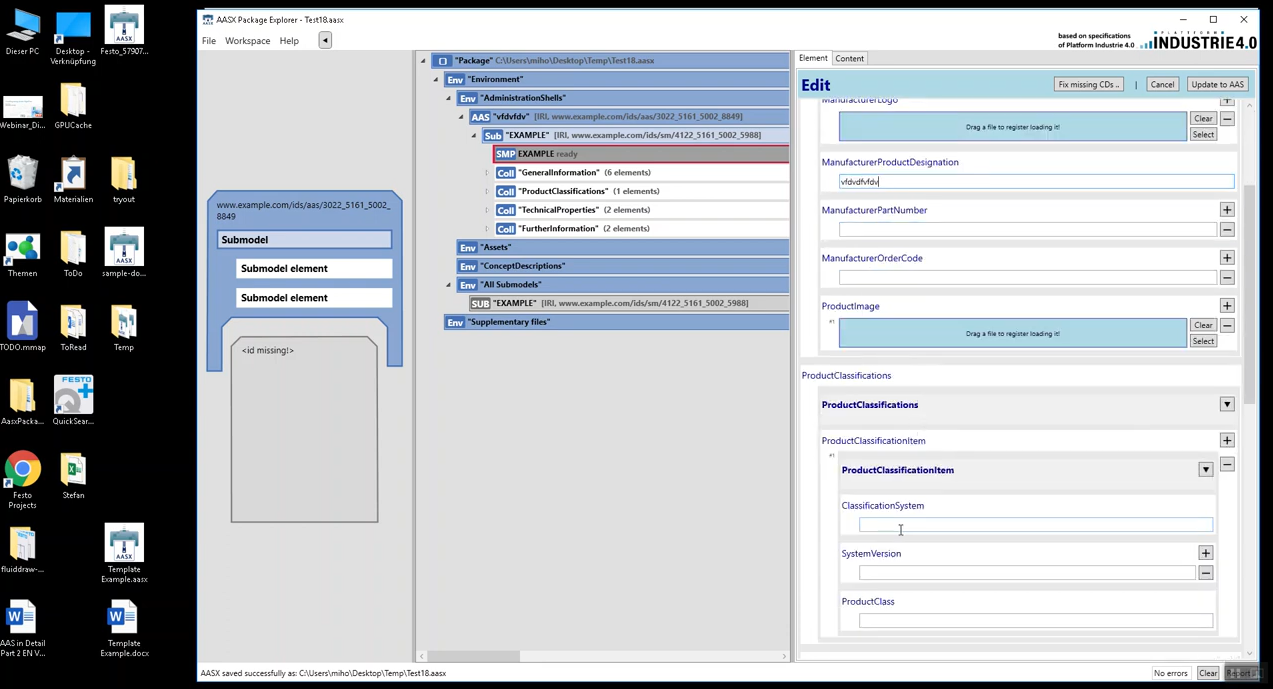 Dieser PC
Desktop -
Verknüpfung
Festo_57907...
Webinar_Di...
GPUCache
Papierkorb
Materialien
tryout
Themen
ToDo
sample-do...
TODO.mmap
ToRead
Temp
AasxPacka...
QuickSear...
Festo
Projects
Stefan
fluiddraw-...
Template
Example.aasx
AAS in Detail
Part 2 EN V...
Template
Example.docx
AASX Package Explorer - Test18.aasx
File Workspace Help
based on specifications
of Platform Industrie 4.0
PLATTFORM
INDUSTRIE4.0
www.example.com/ids/aas/3022_5161_5002_
8849
Submodel
Submodel element
Submodel element
<id missing!>
"Package" C:\Users\miho\Desktop\Temp\Test18.aasx
Env "Environment"
Env "AdministrationShells"
AAS "vfdvfdv" [IRI, www.example.com/ids/aas/3022_5161_5002_8849]
Sub "EXAMPLE" [IRI, www.example.com/ids/sm/4122_5161_5002_5988]
SMP EXAMPLE ready
Coll "GeneralInformation" (6 elements)
Coll "ProductClassifications" (1 elements)
Coll "TechnicalProperties" (2 elements)
Coll "FurtherInformation" (2 elements)
Env "Assets"
Env "ConceptDescriptions"
Env "All Submodels"
SUB "EXAMPLE" [IRI, www.example.com/ids/sm/4122_5161_5002_5988]
Env "Supplementary files"
Element Content
Edit Fix missing CDs .. | Cancel Update to AAS
ManufacturerLogo
Drag a file to register loading it! Clear
Select
ManufacturerProductDesignation
vfdvdfvfdv
ManufacturerPartNumber
ManufacturerOrderCode
ProductImage
#1
Drag a file to register loading it! Clear
Select
ProductClassifications
ProductClassifications
ProductClassificationItem
#1
ProductClassificationItem
ClassificationSystem
SystemVersion
ProductClass
AASX saved successfully as: C:\Users\miho\Desktop\Temp\Test18.aasx
No errors Clear Report